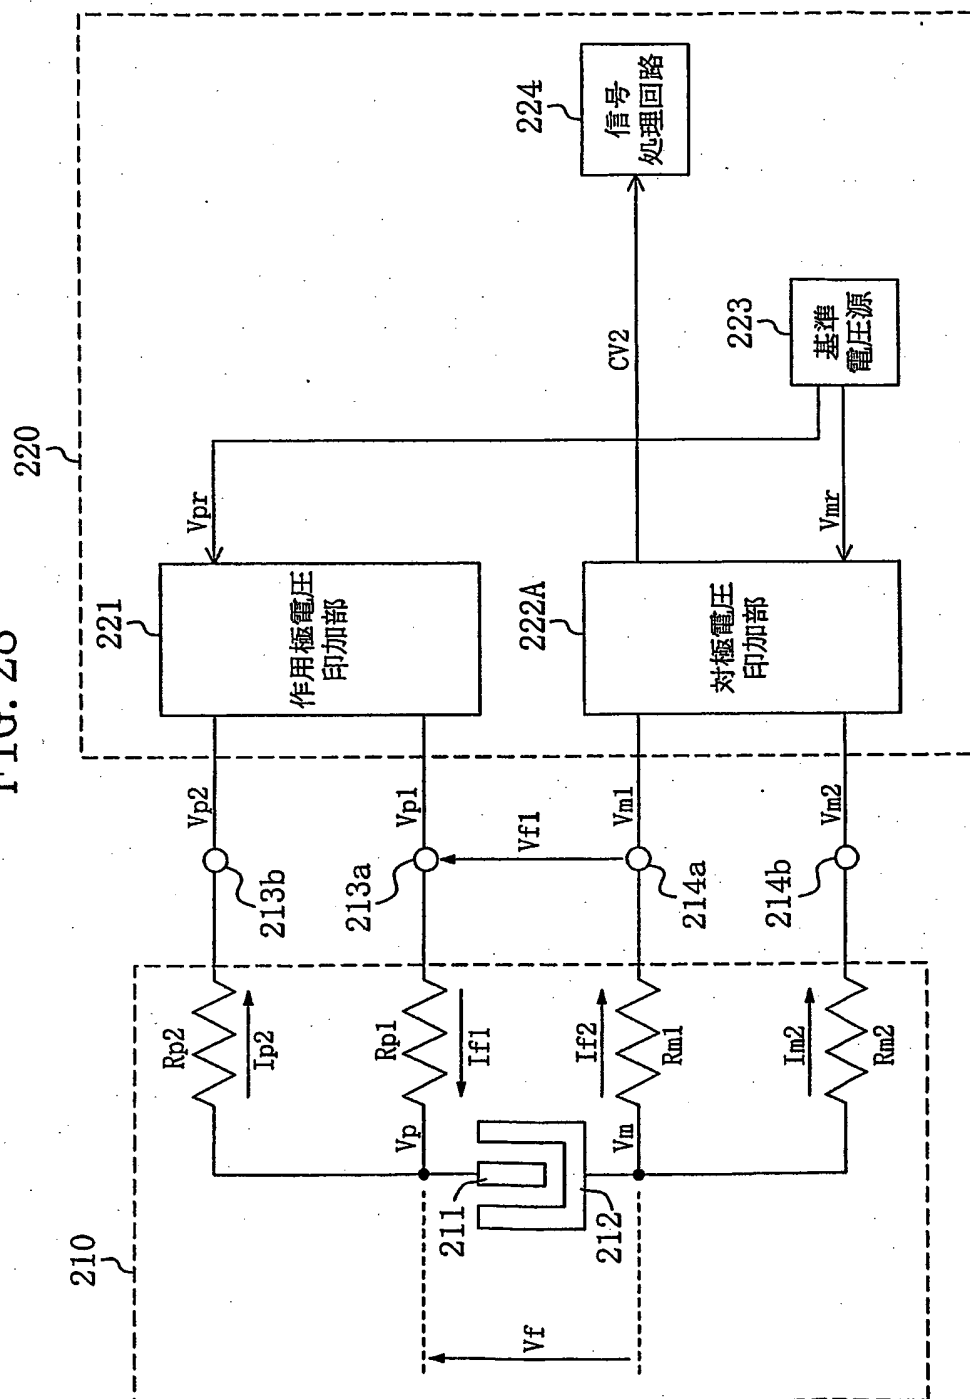 FIG. 28
210
220
Vf
211
212
Vp
Vm
Rp2
Ip2
Rp1
If1
If2
Rm1
Im2
Rm2
213b
213a
214a
214b
Vf1
Vp2
Vp1
Vm1
Vm2
221
作用極電圧
印加部
222A
対極電圧
印加部
Vpr
Vmr
CV2
223
基準
電圧源
224
信号
処理回路